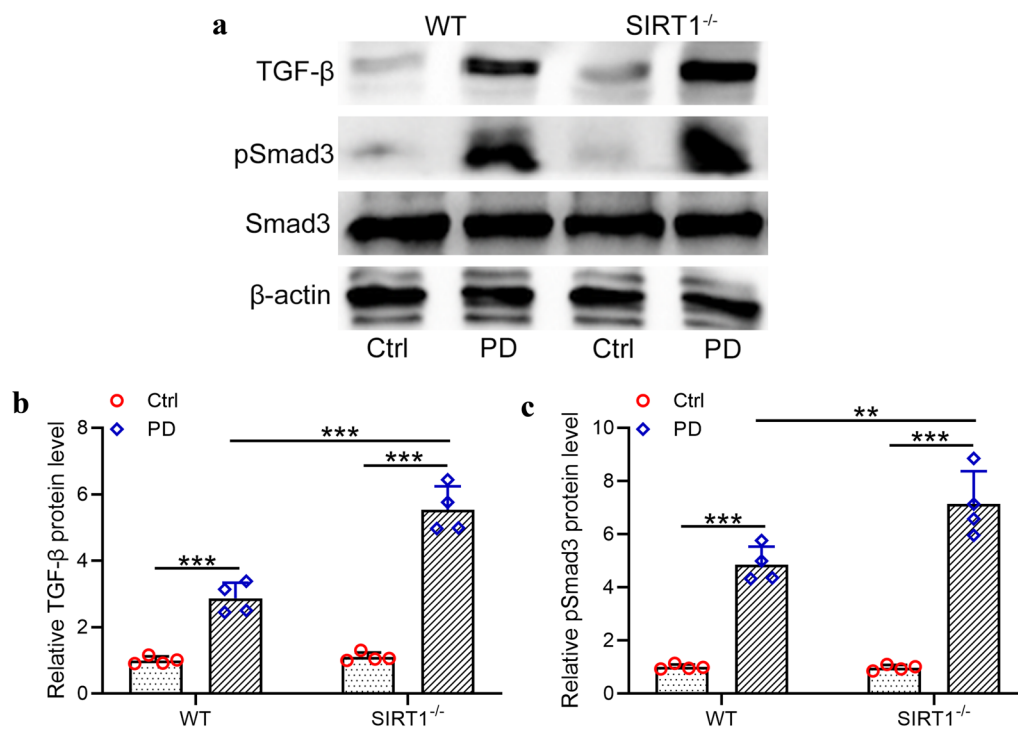 a
WT SIRT1-/-
TGF-β
pSmad3
Smad3
β-actin
Ctrl PD Ctrl PD
b
Ctrl
PD
Relative TGF-β protein level
8
6
4
2
0
***
***
***
WT SIRT1-/-
c
Ctrl
PD
Relative pSmad3 protein level
10
8
6
4
2
0
**
***
***
WT SIRT1-/-